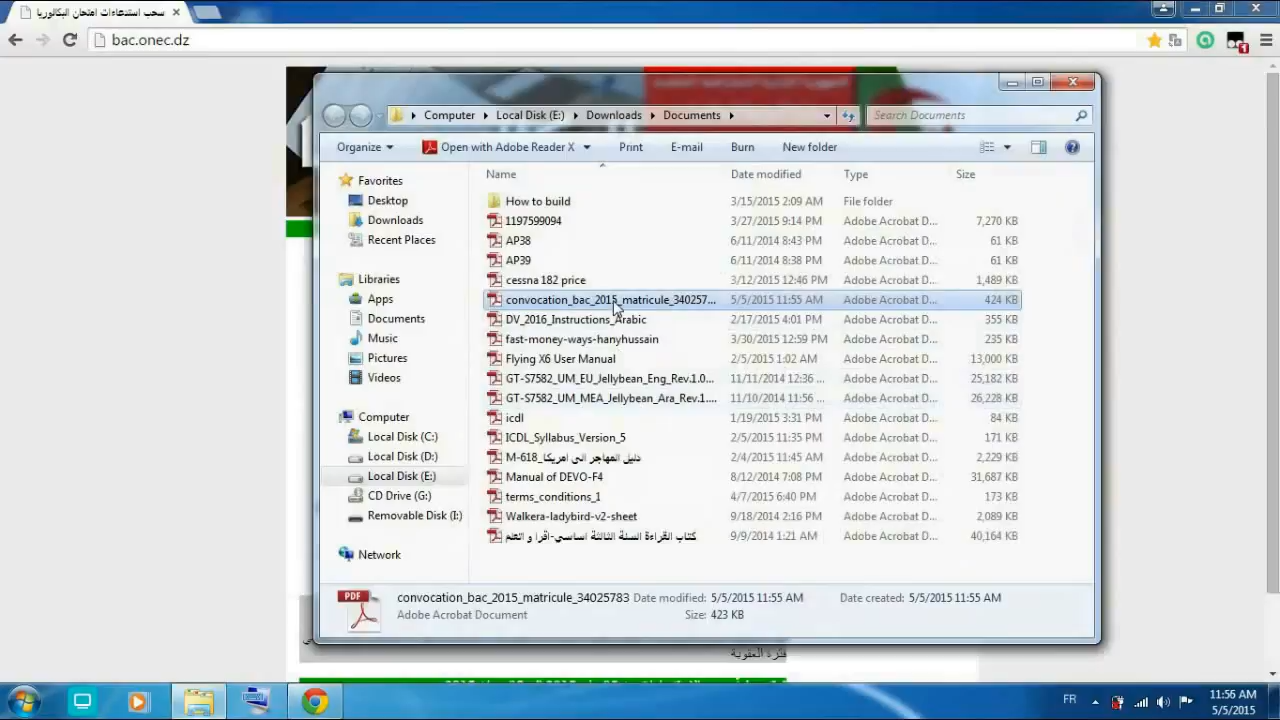 سحب استدعاءات امتحان البكالوريا
bac.onec.dz
Computer Local Disk (E:) Downloads Documents
Search Documents
Organize Open with Adobe Reader X Print E-mail Burn New folder
Name Date modified Type Size
Favorites
Desktop
Downloads
Recent Places
Libraries
Apps
Documents
Music
Pictures
Videos
Computer
Local Disk (C:)
Local Disk (D:)
Local Disk (E:)
CD Drive (G:)
Removable Disk (I:)
Network
How to build 3/15/2015 2:09 AM File folder
1197599094 3/27/2015 9:14 PM Adobe Acrobat D... 7,270 KB
AP38 6/11/2014 8:43 PM Adobe Acrobat D... 61 KB
AP39 6/11/2014 8:38 PM Adobe Acrobat D... 61 KB
cessna 182 price 3/12/2015 12:46 PM Adobe Acrobat D... 1,489 KB
convocation_bac_2015_matricule_340257... 5/5/2015 11:55 AM Adobe Acrobat D... 424 KB
DV_2016_Instructions_Arabic 2/17/2015 4:01 PM Adobe Acrobat D... 355 KB
fast-money-ways-hanyhussain 3/30/2015 12:59 PM Adobe Acrobat D... 235 KB
Flying X6 User Manual 2/5/2015 1:02 AM Adobe Acrobat D... 13,000 KB
GT-S7582_UM_EU_Jellybean_Eng_Rev.1.0... 11/11/2014 12:36 ... Adobe Acrobat D... 25,182 KB
GT-S7582_UM_MEA_Jellybean_Ara_Rev.1.... 11/10/2014 11:56 ... Adobe Acrobat D... 26,228 KB
icdl 1/19/2015 3:31 PM Adobe Acrobat D... 84 KB
ICDL_Syllabus_Version_5 2/5/2015 11:35 PM Adobe Acrobat D... 171 KB
M-618_دليل المهاجر الى امريكا 2/4/2015 11:45 AM Adobe Acrobat D... 2,229 KB
Manual of DEVO-F4 8/12/2014 7:08 PM Adobe Acrobat D... 31,687 KB
terms_conditions_1 4/7/2015 6:40 PM Adobe Acrobat D... 173 KB
Walkera-ladybird-v2-sheet 9/18/2014 2:16 PM Adobe Acrobat D... 2,089 KB
كتاب القراءة السنة الثالثة اساسي-اقرا و اتعلم 9/9/2014 1:21 AM Adobe Acrobat D... 40,164 KB
PDF
convocation_bac_2015_matricule_34025783 Date modified: 5/5/2015 11:55 AM Date created: 5/5/2015 11:55 AM
Adobe Acrobat Document Size: 423 KB
فترة العقوبة
FR 11:56 AM
5/5/2015